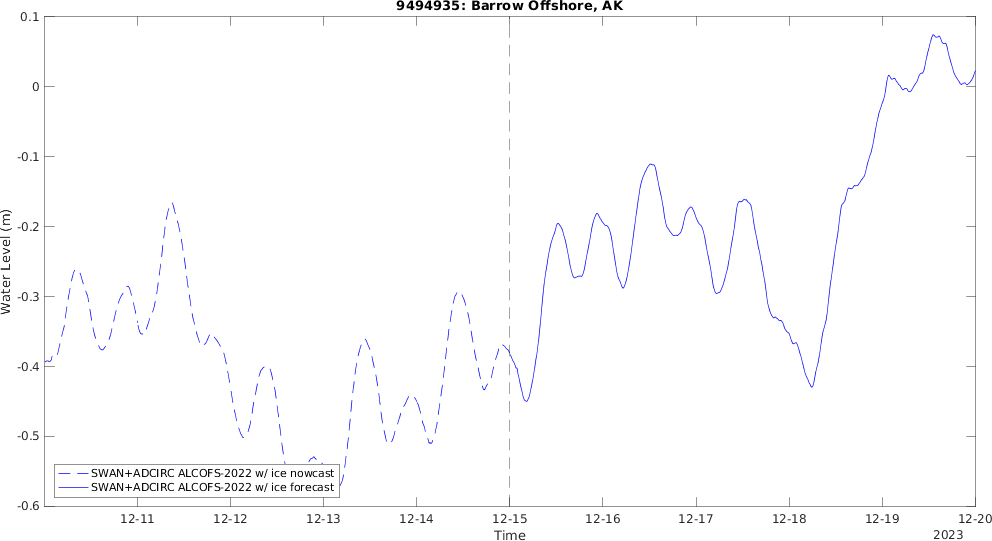 9494935: Barrow Offshore, AK
0.1
0
-0.1
-0.2
-0.3
-0.4
-0.5
-0.6
Water Level (m)
SWAN+ADCIRC ALCOFS-2022 w/ ice nowcast
SWAN+ADCIRC ALCOFS-2022 w/ ice forecast
12-11 12-12 12-13 12-14 12-15 12-16 12-17 12-18 12-19 12-20
Time
2023